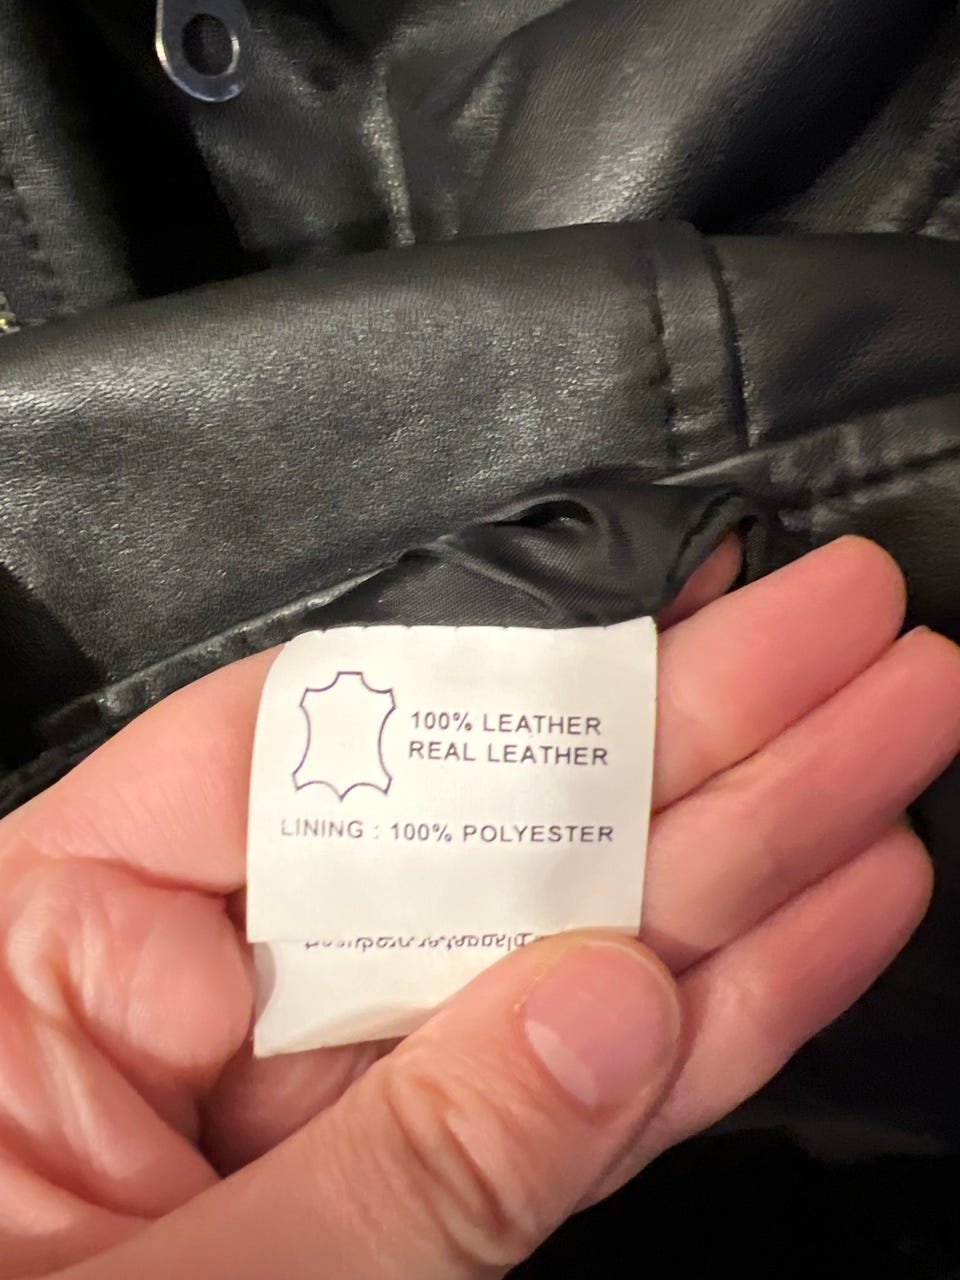 100% LEATHER
REAL LEATHER
LINING : 100% POLYESTER